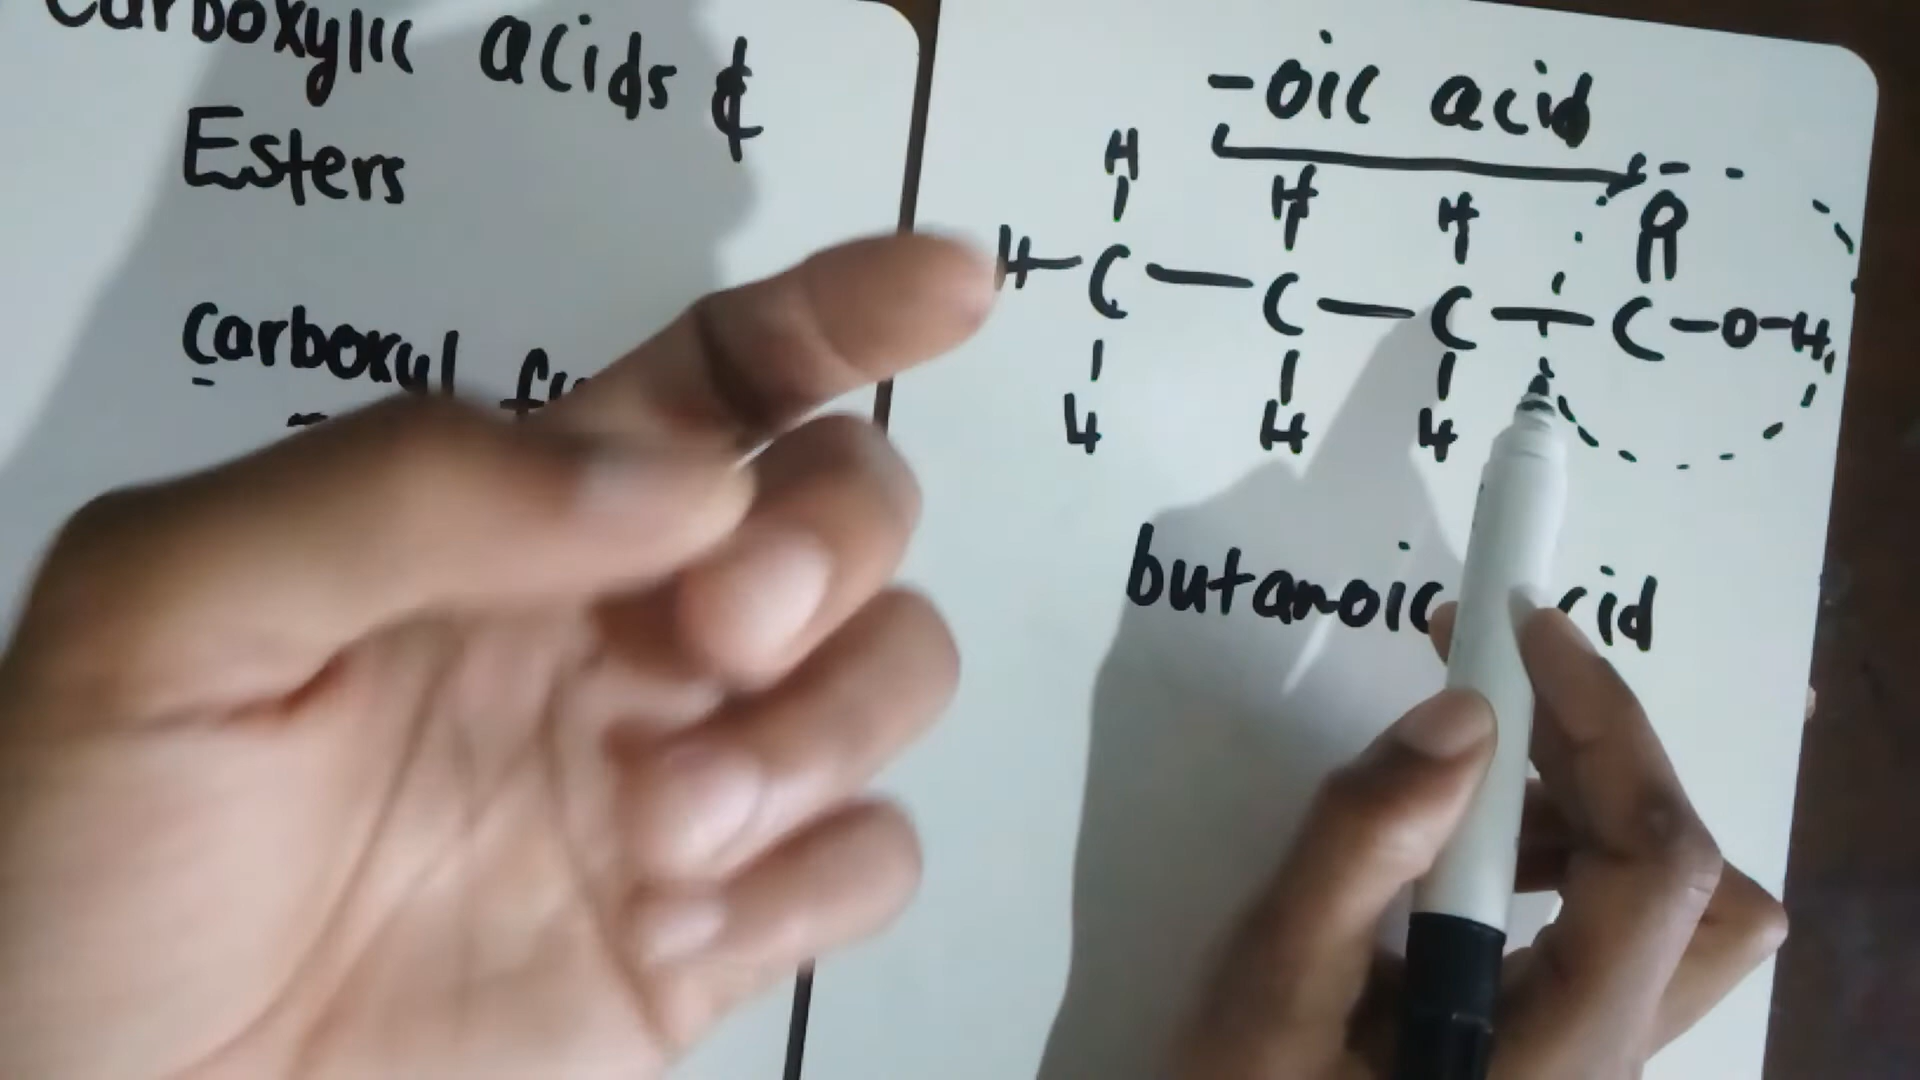 Carboxylic acids &
Esters
carboxyl
-oic acid
H H H O
H-C-C-C-C-O-H
H H H
butanoic